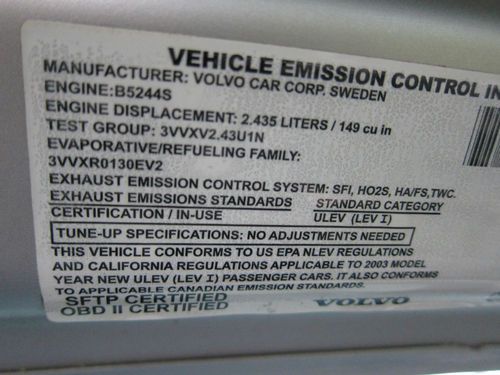 VEHICLE EMISSION CONTROL IN
MANUFACTURER: VOLVO CAR CORP. SWEDEN
ENGINE: B5244S
ENGINE DISPLACEMENT: 2.435 LITERS / 149 cu in
TEST GROUP: 3VVXV2.43U1N
EVAPORATIVE/REFUELING FAMILY:
3VVXR0130EV2
EXHAUST EMISSION CONTROL SYSTEM: SFI, HO2S, HA/FS,TWC.
EXHAUST EMISSIONS STANDARDS STANDARD CATEGORY
CERTIFICATION / IN-USE ULEV (LEV I)
TUNE-UP SPECIFICATIONS: NO ADJUSTMENTS NEEDED
THIS VEHICLE CONFORMS TO US EPA NLEV REGULATIONS
AND CALIFORNIA REGULATIONS APPLICABLE TO 2003 MODEL
YEAR NEW ULEV (LEV I) PASSENGER CARS. IT ALSO CONFORMS
TO APPLICABLE CANADIAN EMISSION STANDARDS.
SFTP CERTIFIED
OBD II CERTIFIED VOLVO